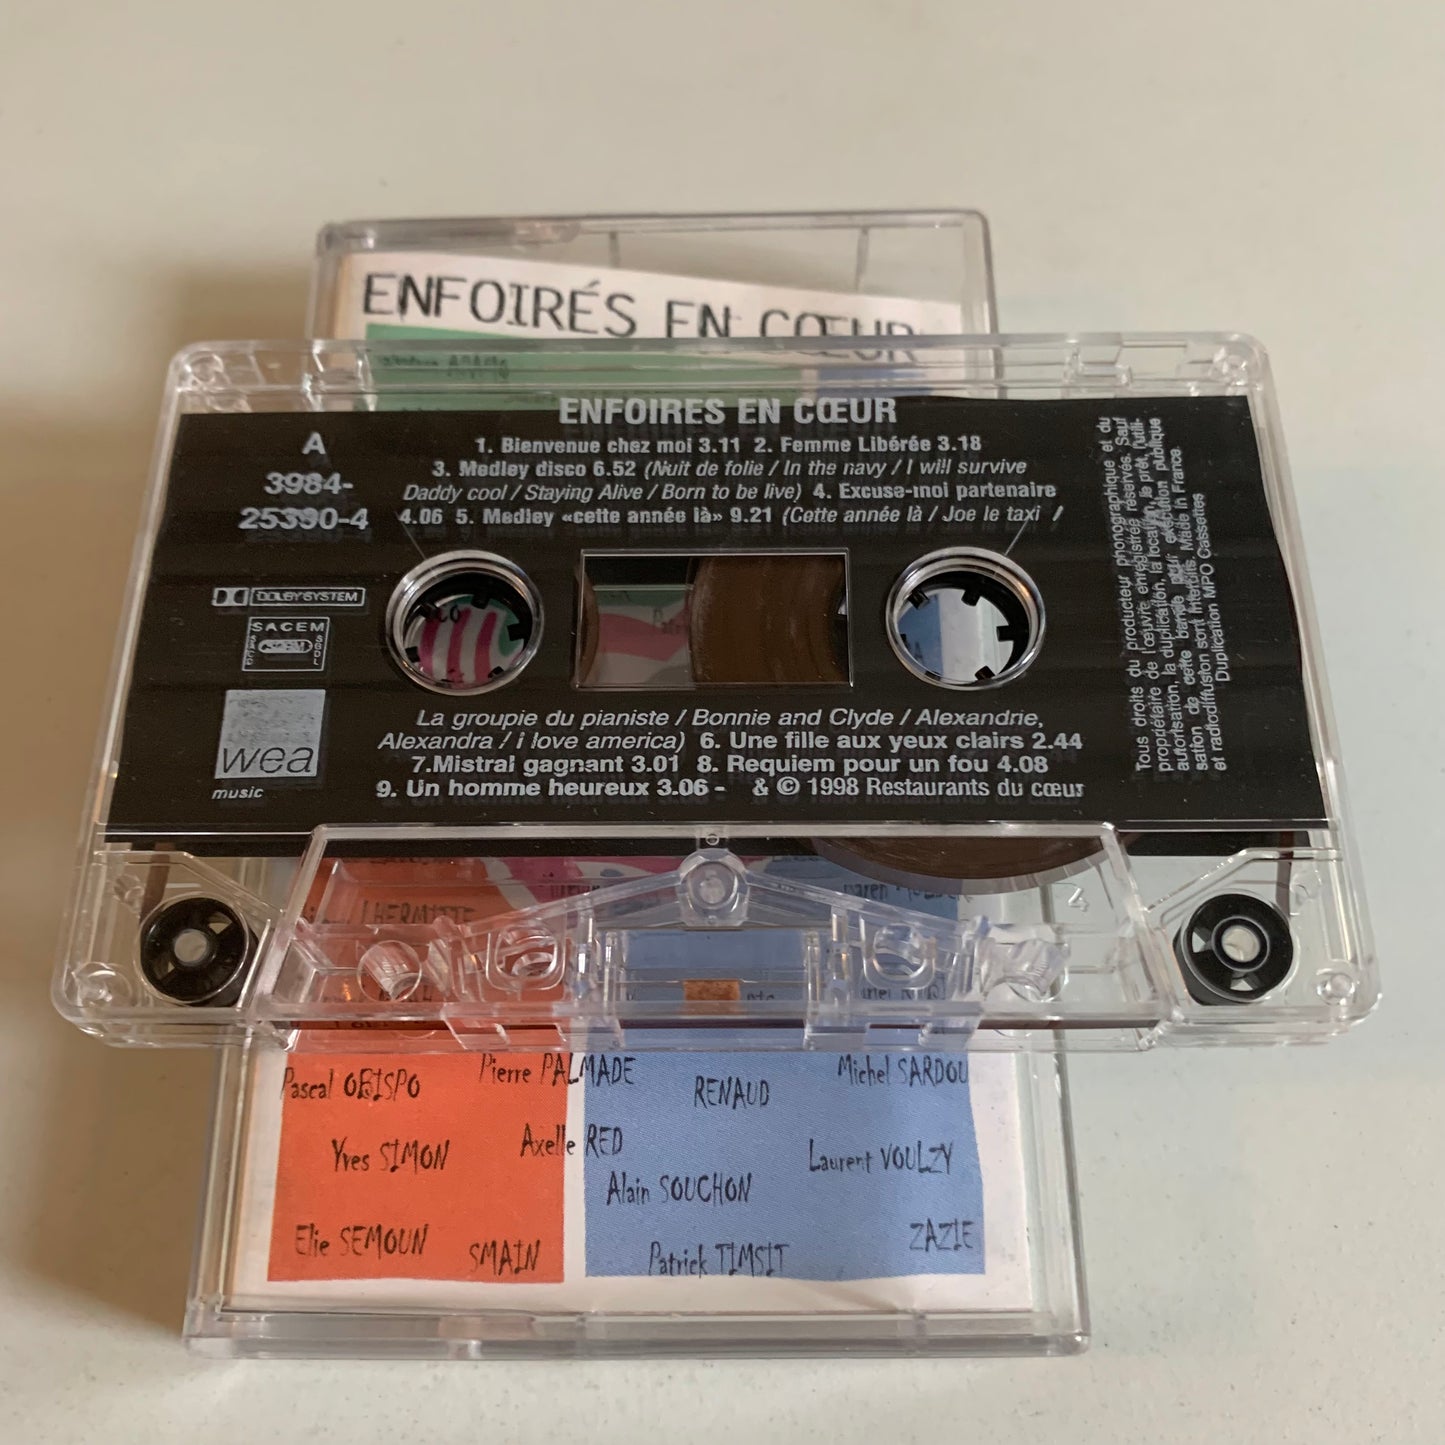 ENFOIRÉS EN CŒUR
ENFOIRES EN CŒUR
A
3984-
25390-4
1. Bienvenue chez moi 3.11 2. Femme Libérée 3.18
3. Medley disco 6.52 (Nuit de folie / In the navy / I will survive
Daddy cool / Staying Alive / Born to be live) 4. Excuse-moi partenaire
4.06 5. Medley «cette année là» 9.21 (Cette année là / Joe le taxi /
La groupie du pianiste / Bonnie and Clyde / Alexandrie,
Alexandra / i love america) 6. Une fille aux yeux clairs 2.44
7.Mistral gagnant 3.01 8. Requiem pour un fou 4.08
9. Un homme heureux 3.06 - & © 1998 Restaurants du cœur
DOLBY SYSTEM
SACEM
SACD
SDRM
SGDL
wea
music
Tous droits du producteur phonographique et du
propriétaire de l'œuvre enregistrée réservés. Sauf
autorisation, la duplication, la location, le prêt, l'utili-
sation de cette bande pour exécution publique
et radiodiffusion sont interdits. Made in France
Duplication MPO Cassettes
LHERMITTE
Pascal OBISPO
Pierre PALMADE
RENAUD
Michel SARDOU
Yves SIMON
Axelle RED
Laurent VOULZY
Alain SOUCHON
Elie SEMOUN
SMAIN
Patrick TIMSIT
ZAZIE